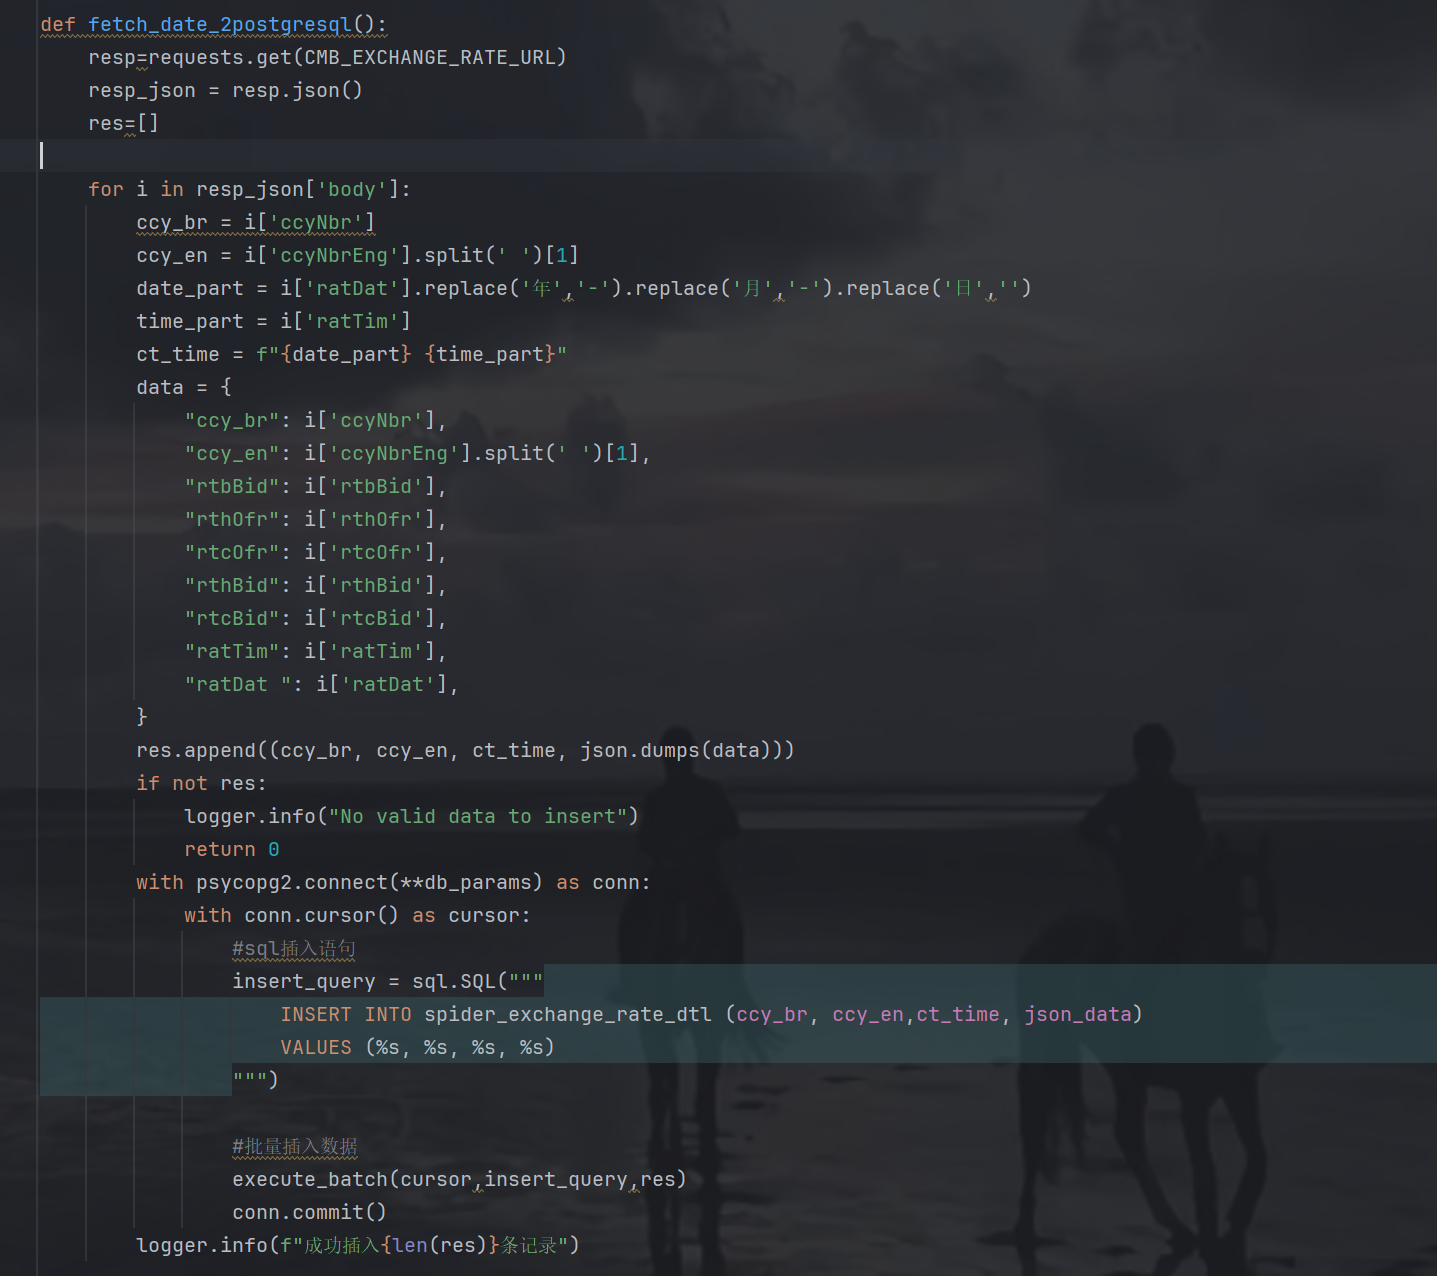 def fetch_date_2postgresql():
    resp=requests.get(CMB_EXCHANGE_RATE_URL)
    resp_json = resp.json()
    res=[]

    for i in resp_json['body']:
        ccy_br = i['ccyNbr']
        ccy_en = i['ccyNbrEng'].split(' ')[1]
        date_part = i['ratDat'].replace('年','-').replace('月','-').replace('日','')
        time_part = i['ratTim']
        ct_time = f"{date_part} {time_part}"
        data = {
            "ccy_br": i['ccyNbr'],
            "ccy_en": i['ccyNbrEng'].split(' ')[1],
            "rtbBid": i['rtbBid'],
            "rthOfr": i['rthOfr'],
            "rtcOfr": i['rtcOfr'],
            "rthBid": i['rthBid'],
            "rtcBid": i['rtcBid'],
            "ratTim": i['ratTim'],
            "ratDat ": i['ratDat'],
        }
        res.append((ccy_br, ccy_en, ct_time, json.dumps(data)))
        if not res:
            logger.info("No valid data to insert")
            return 0
        with psycopg2.connect(**db_params) as conn:
            with conn.cursor() as cursor:
                #sql插入语句
                insert_query = sql.SQL("""
                    INSERT INTO spider_exchange_rate_dtl (ccy_br, ccy_en,ct_time, json_data)
                    VALUES (%s, %s, %s, %s)
                """)

                #批量插入数据
                execute_batch(cursor,insert_query,res)
                conn.commit()
        logger.info(f"成功插入{len(res)}条记录")